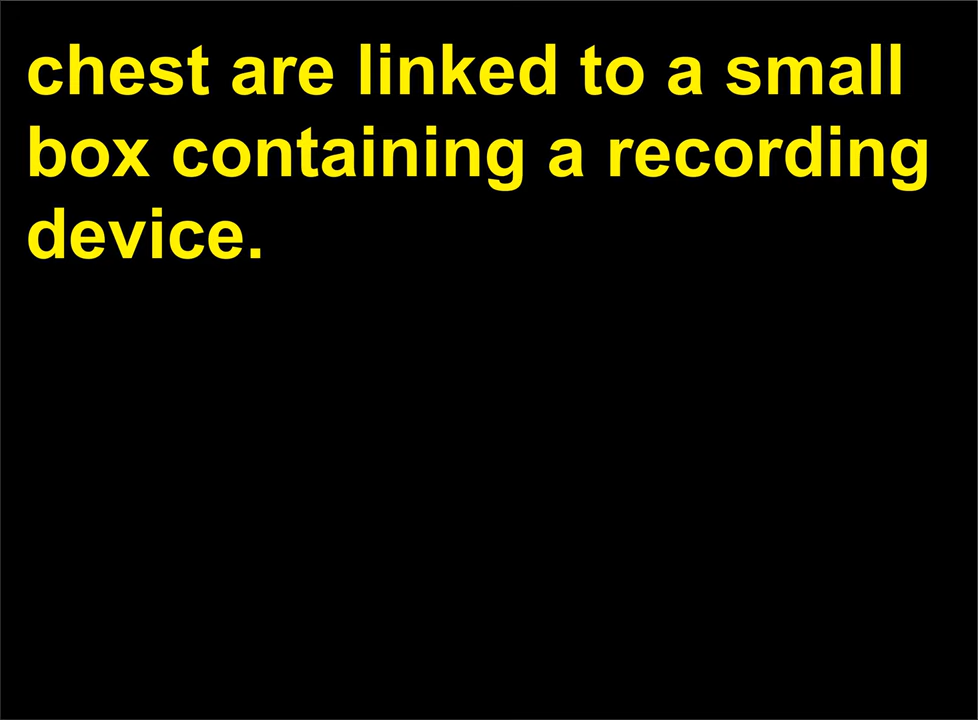 chest are linked to a small
box containing a recording
device.